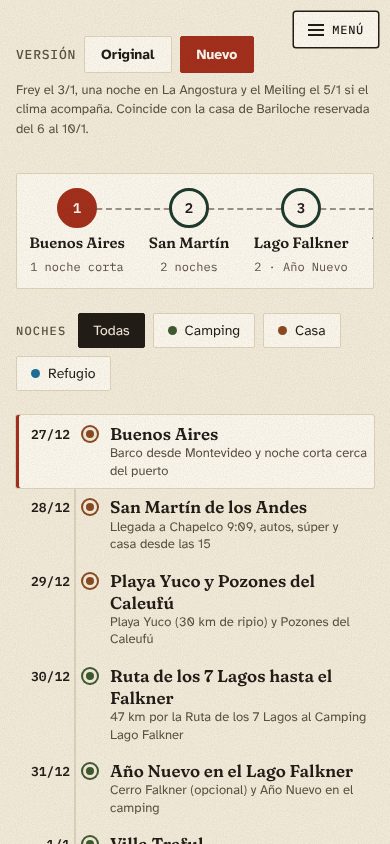 MENÚ
VERSIÓN Original Nuevo
Frey el 3/1, una noche en La Angostura y el Meiling el 5/1 si el
clima acompaña. Coincide con la casa de Bariloche reservada
del 6 al 10/1.
1 2 3
Buenos Aires San Martín Lago Falkner
1 noche corta 2 noches 2 · Año Nuevo
NOCHES Todas Camping Casa
Refugio
27/12 Buenos Aires
Barco desde Montevideo y noche corta cerca
del puerto
28/12 San Martín de los Andes
Llegada a Chapelco 9:09, autos, súper y
casa desde las 15
29/12 Playa Yuco y Pozones del
Caleufú
Playa Yuco (30 km de ripio) y Pozones del
Caleufú
30/12 Ruta de los 7 Lagos hasta el
Falkner
47 km por la Ruta de los 7 Lagos al Camping
Lago Falkner
31/12 Año Nuevo en el Lago Falkner
Cerro Falkner (opcional) y Año Nuevo en el
camping
1/1 Villa Traful